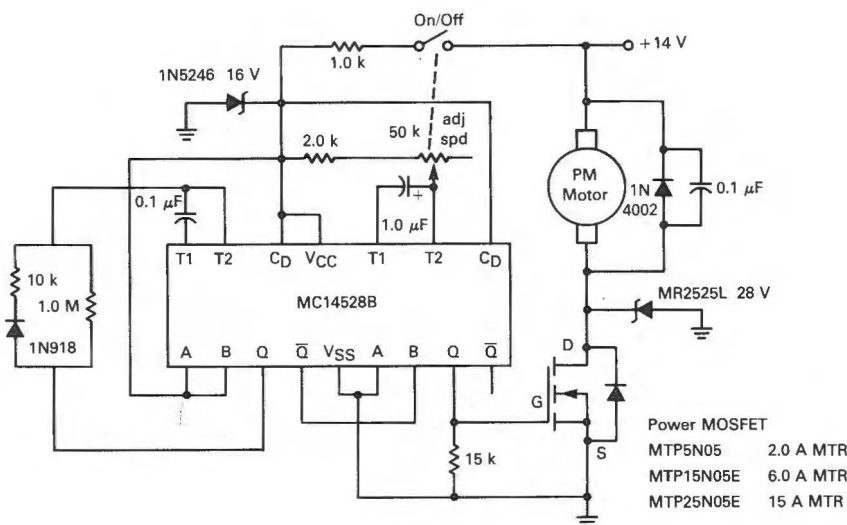 On/Off
1.0 k
+14 V
1N5246 16 V
2.0 k
50 k
adj
spd
0.1 µF
1.0 µF
+
PM
Motor
1N
4002
0.1 µF
T1 T2 CD VCC T1 T2 CD
10 k
1.0 M
1N918
MC14528B
MR2525L 28 V
A B Q Q̅ VSS A B Q Q̅
D
G
S
15 k
Power MOSFET
MTP5N05 2.0 A MTR
MTP15N05E 6.0 A MTR
MTP25N05E 15 A MTR